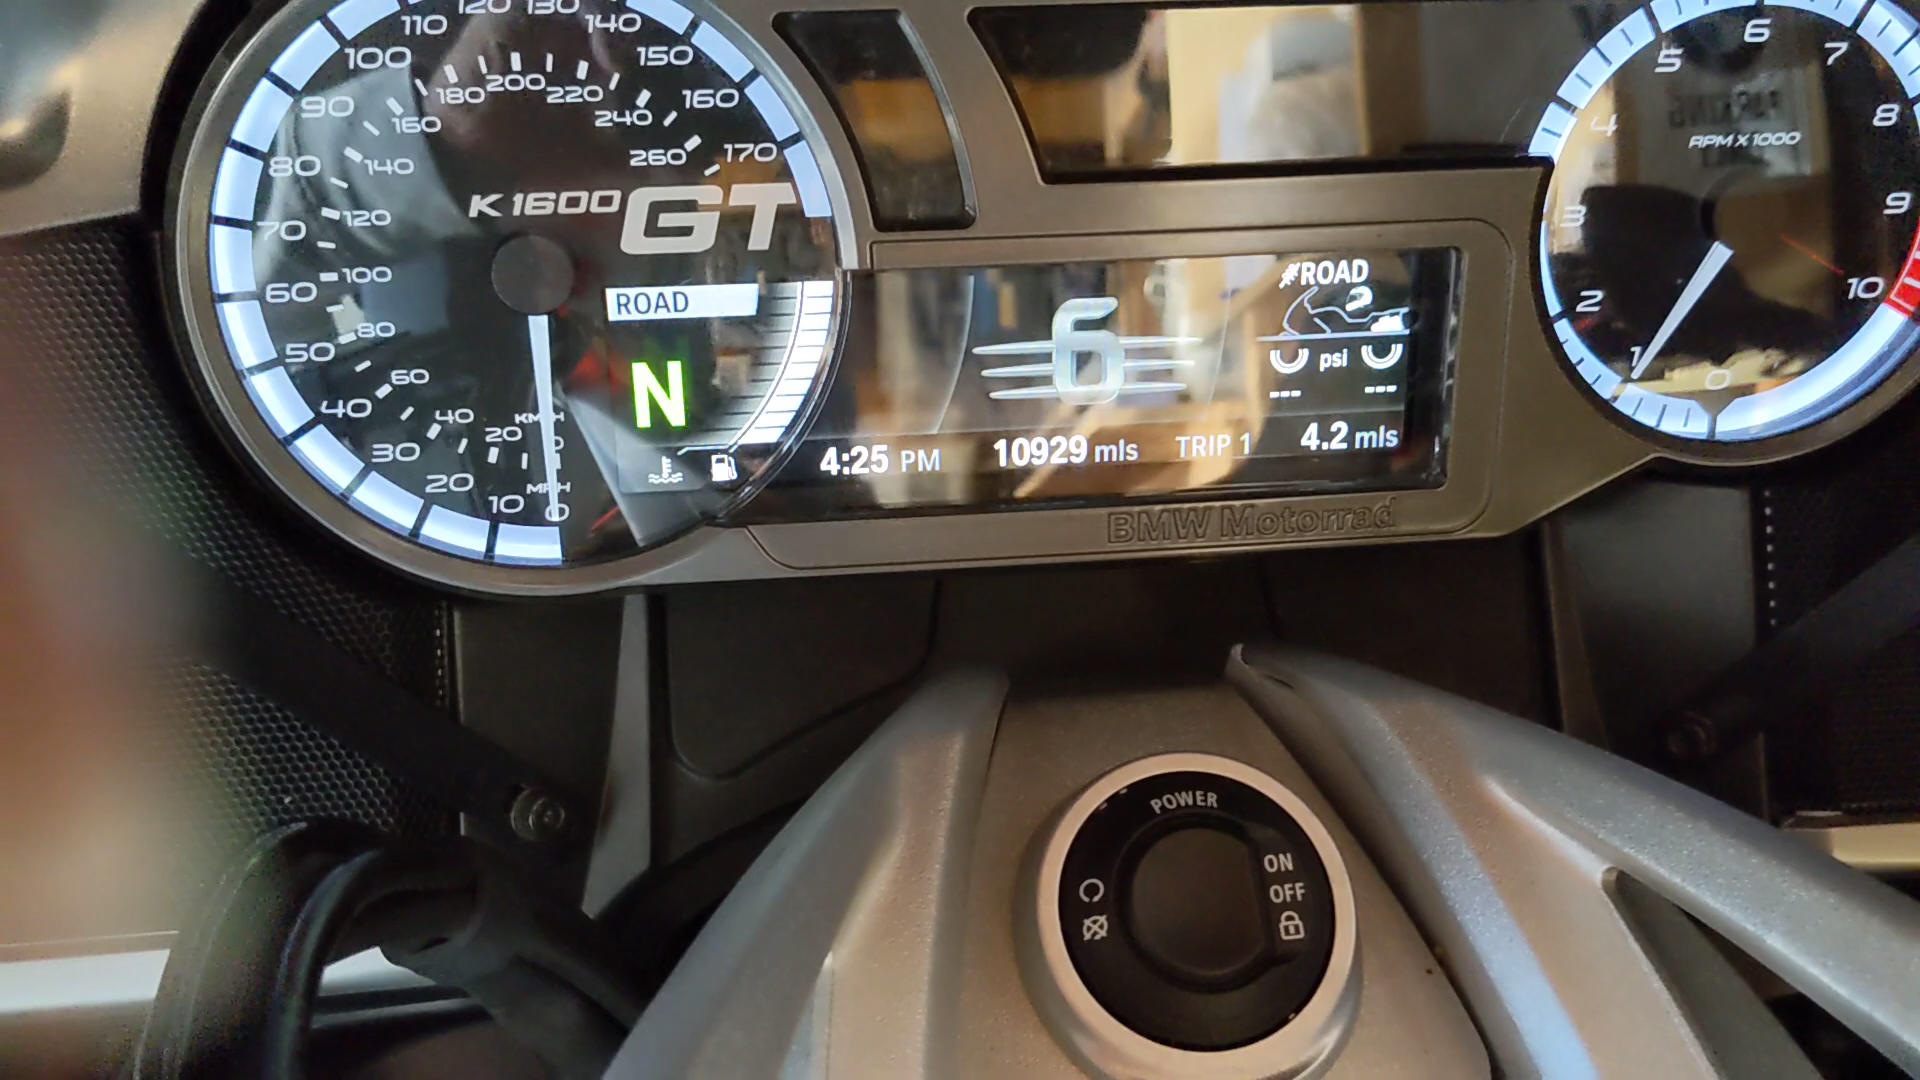 10
20
30
40
50
60
70
80
90
100
110
120
130
140
150
160
170
MPH
0
KM/H
0
20
40
60
80
100
120
140
160
180
200
220
240
260
K 1600 GT
ROAD
N
4:25 PM
10929 mls
TRIP 1
4.2 mls
6
ROAD
psi
--- ---
BMW Motorrad
0
1
2
3
4
5
6
7
8
9
10
RPM X 1000
POWER
ON
OFF